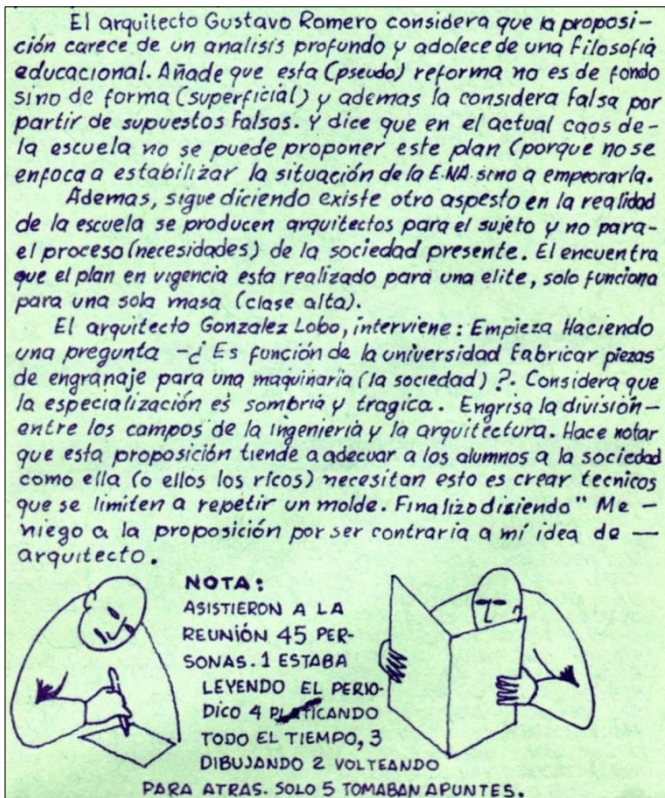 El arquitecto Gustavo Romero considera que la proposi-
ción carece de un analisis profundo y adolece de una filosofia
educacional. Añade que esta (pseudo) reforma no es de fondo
sino de forma (superficial) y ademas la considera falsa por
partir de supuestos falsos. Y dice que en el actual caos de-
la escuela no se puede proponer este plan (porque no se
enfoca a estabilizar la situación de la E.NA. sino a empeorarla.
Ademas, sigue diciendo existe otro aspesto en la realidad
de la escuela se producen arquitectos para el sujeto y no para-
el proceso (necesidades) de la sociedad presente. El encuentra
que el plan en vigencia esta realizado para una elite, solo funciona
para una sola masa (clase alta).
El arquitecto Gonzalez Lobo, interviene: Empieza Haciendo
una pregunta -¿ Es función de la universidad fabricar piezas
de engranaje para una maquinaria (la sociedad) ?. Considera que
la especialización es sombria y tragica. Engrisa la división-
entre los campos de la ingenieria y la arquitectura. Hace notar
que esta proposición tiende a adecuar a los alumnos a la sociedad
como ella (o ellos los ricos) necesitan esto es crear tecnicos
que se limiten a repetir un molde. Finalizo disiendo " Me -
niego a la proposición por ser contraria a mí idea de —
arquitecto.
NOTA:
ASISTIERON A LA
REUNIÓN 45 PER-
SONAS. 1 ESTABA
LEYENDO EL PERIO-
DICO 4 PLATICANDO
TODO EL TIEMPO, 3
DIBUJANDO 2 VOLTEANDO
PARA ATRAS. SOLO 5 TOMABAN APUNTES.